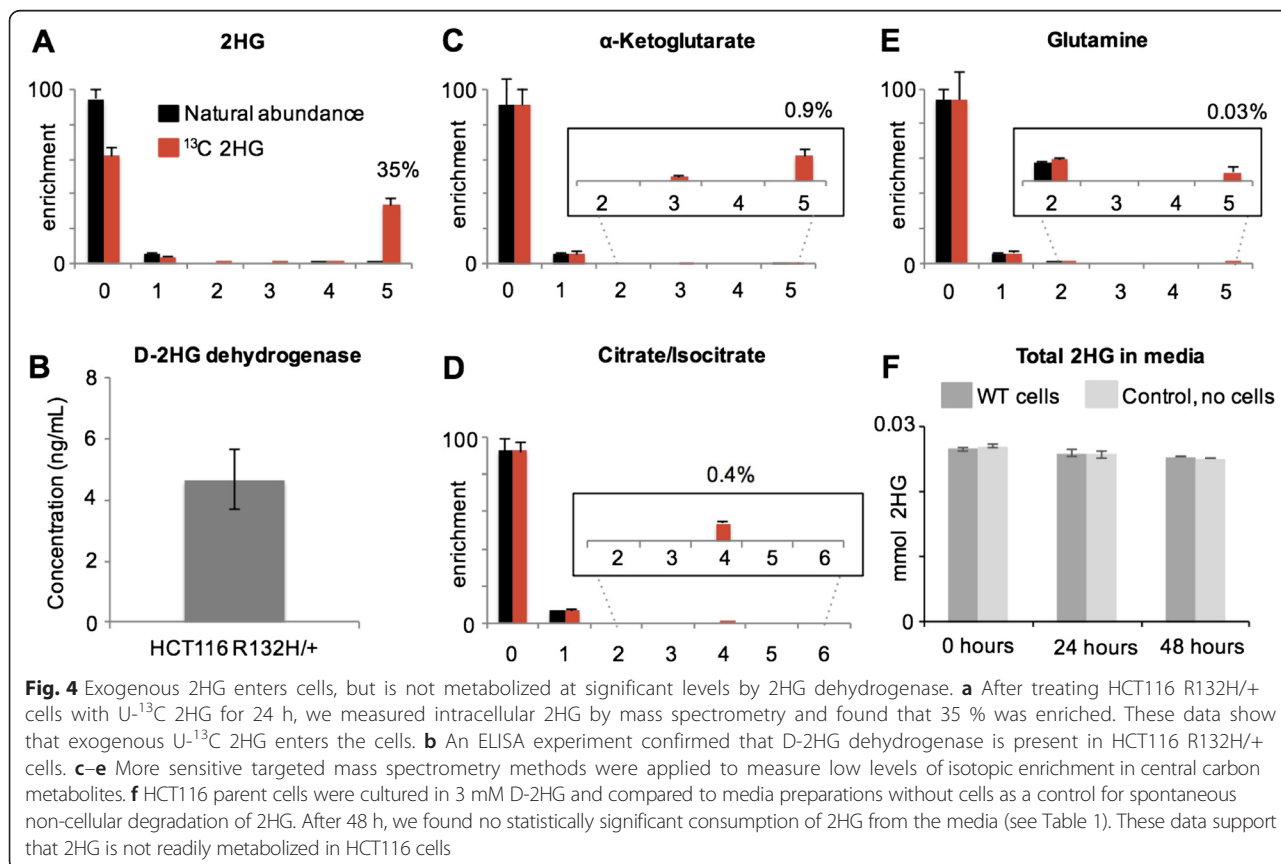 A
2HG
enrichment
100
0
Natural abundance
¹³C 2HG
35%
0 1 2 3 4 5
C
α-Ketoglutarate
enrichment
100
0
0.9%
2 3 4 5
0 1 2 3 4 5
E
Glutamine
enrichment
100
0
0.03%
2 3 4 5
0 1 2 3 4 5
B
D-2HG dehydrogenase
Concentration (ng/mL)
8
6
4
2
0
HCT116 R132H/+
D
Citrate/Isocitrate
enrichment
100
0
0.4%
2 3 4 5 6
0 1 2 3 4 5 6
F
Total 2HG in media
WT cells
Control, no cells
mmol 2HG
0.03
0
0 hours 24 hours 48 hours
Fig. 4 Exogenous 2HG enters cells, but is not metabolized at significant levels by 2HG dehydrogenase. a After treating HCT116 R132H/+
cells with U-¹³C 2HG for 24 h, we measured intracellular 2HG by mass spectrometry and found that 35 % was enriched. These data show
that exogenous U-¹³C 2HG enters the cells. b An ELISA experiment confirmed that D-2HG dehydrogenase is present in HCT116 R132H/+
cells. c–e More sensitive targeted mass spectrometry methods were applied to measure low levels of isotopic enrichment in central carbon
metabolites. f HCT116 parent cells were cultured in 3 mM D-2HG and compared to media preparations without cells as a control for spontaneous
non-cellular degradation of 2HG. After 48 h, we found no statistically significant consumption of 2HG from the media (see Table 1). These data support
that 2HG is not readily metabolized in HCT116 cells